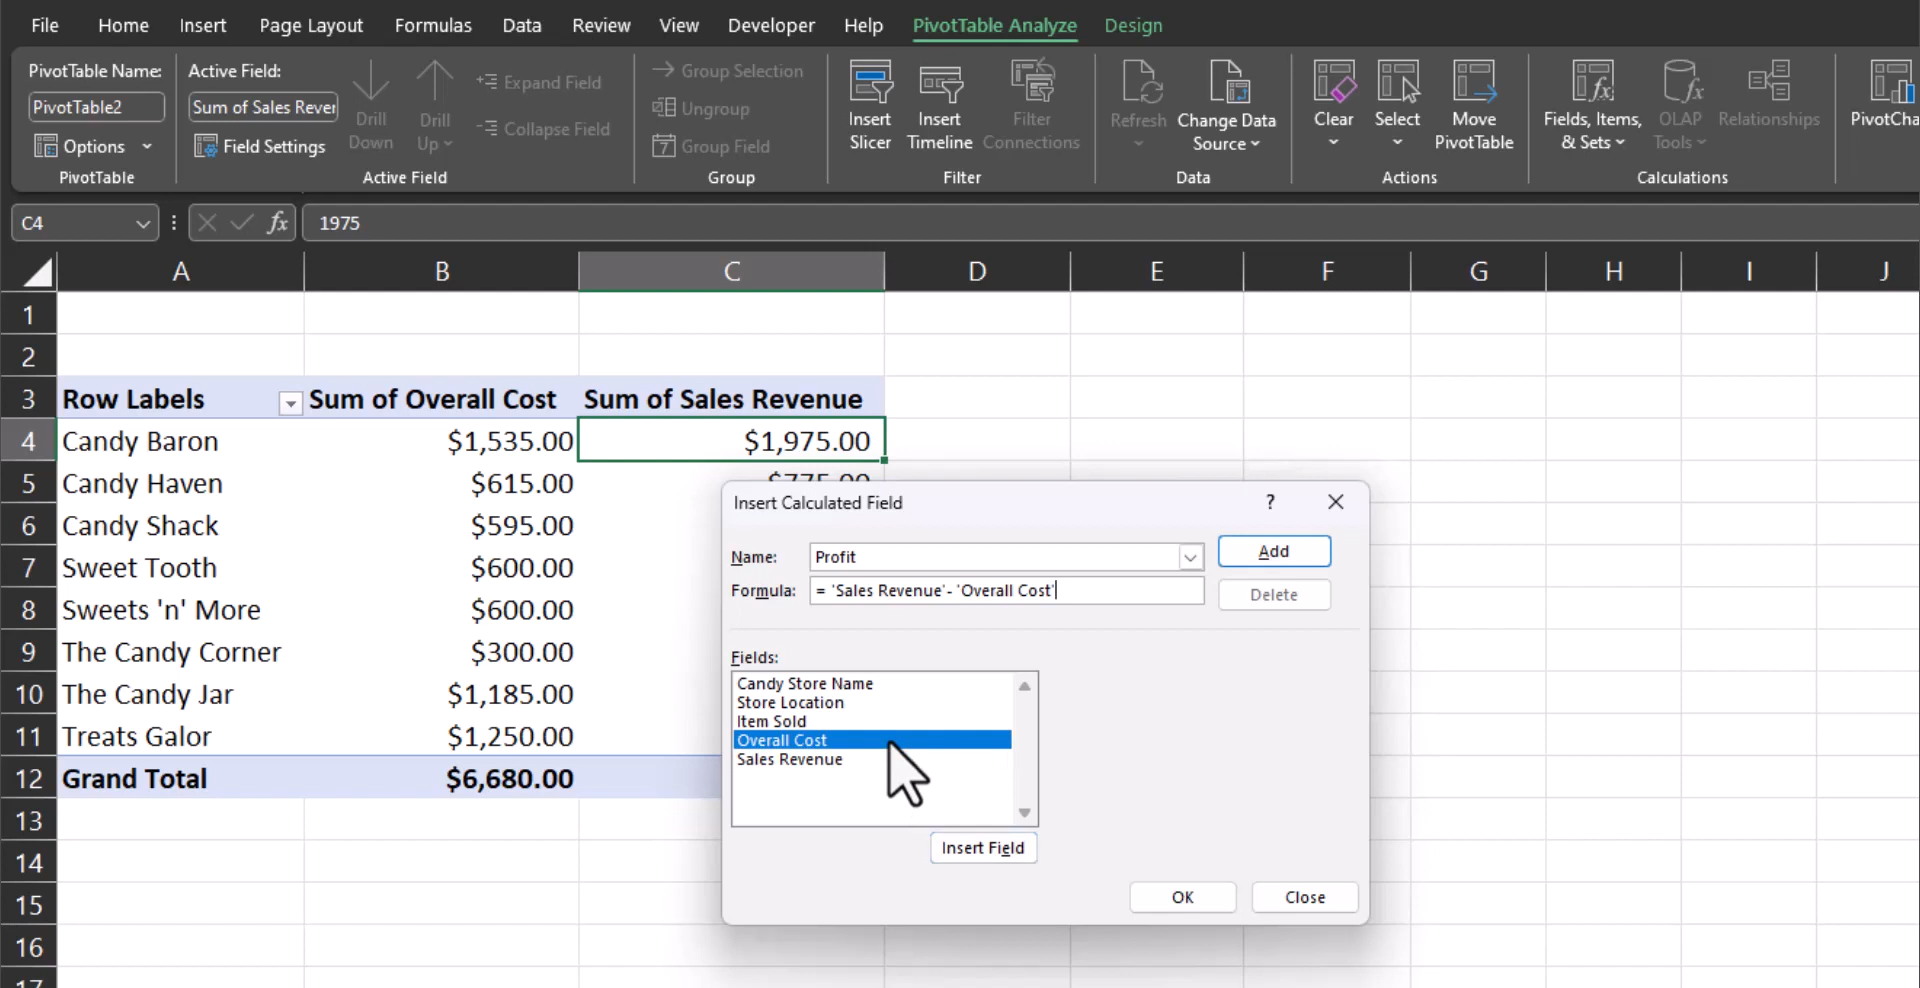 File Home Insert Page Layout Formulas Data Review View Developer Help PivotTable Analyze Design
PivotTable Name:
PivotTable2
Options
PivotTable
Active Field:
Sum of Sales Rever
Field Settings
Drill
Down
Drill
Up
Expand Field
Collapse Field
Active Field
Group Selection
Ungroup
Group Field
Group
Insert
Slicer
Insert
Timeline
Filter
Connections
Filter
Refresh
Change Data
Source
Data
Clear
Select
Move
PivotTable
Actions
Fields, Items,
& Sets
OLAP
Tools
Relationships
Calculations
PivotCha
C4 fx 1975
A B C D E F G H I J
1
2
3 Row Labels Sum of Overall Cost Sum of Sales Revenue
4 Candy Baron $1,535.00 $1,975.00
5 Candy Haven $615.00 $775.00
6 Candy Shack $595.00
7 Sweet Tooth $600.00
8 Sweets 'n' More $600.00
9 The Candy Corner $300.00
10 The Candy Jar $1,185.00
11 Treats Galor $1,250.00
12 Grand Total $6,680.00
13
14
15
16
17
Insert Calculated Field ?
Name: Profit Add
Formula: = 'Sales Revenue'- 'Overall Cost' Delete
Fields:
Candy Store Name
Store Location
Item Sold
Overall Cost
Sales Revenue
Insert Field
OK Close